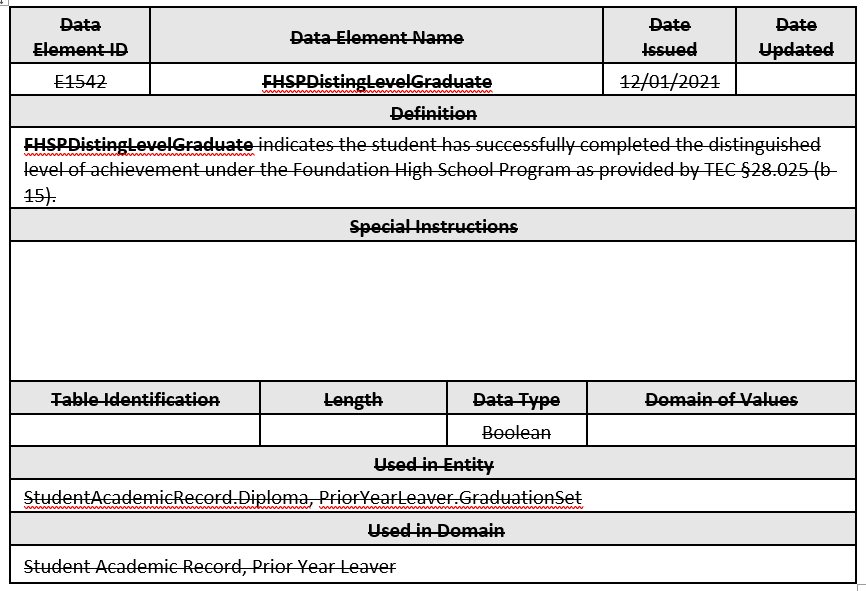 Data Element ID Data Element Name Date Issued Date Updated
E1542 FHSPDistingLevelGraduate 12/01/2021
Definition
FHSPDistingLevelGraduate indicates the student has successfully completed the distinguished
level of achievement under the Foundation High School Program as provided by TEC §28.025 (b-
15).
Special Instructions
Table Identification Length Data Type Domain of Values
Boolean
Used in Entity
StudentAcademicRecord.Diploma, PriorYearLeaver.GraduationSet
Used in Domain
Student Academic Record, Prior Year Leaver